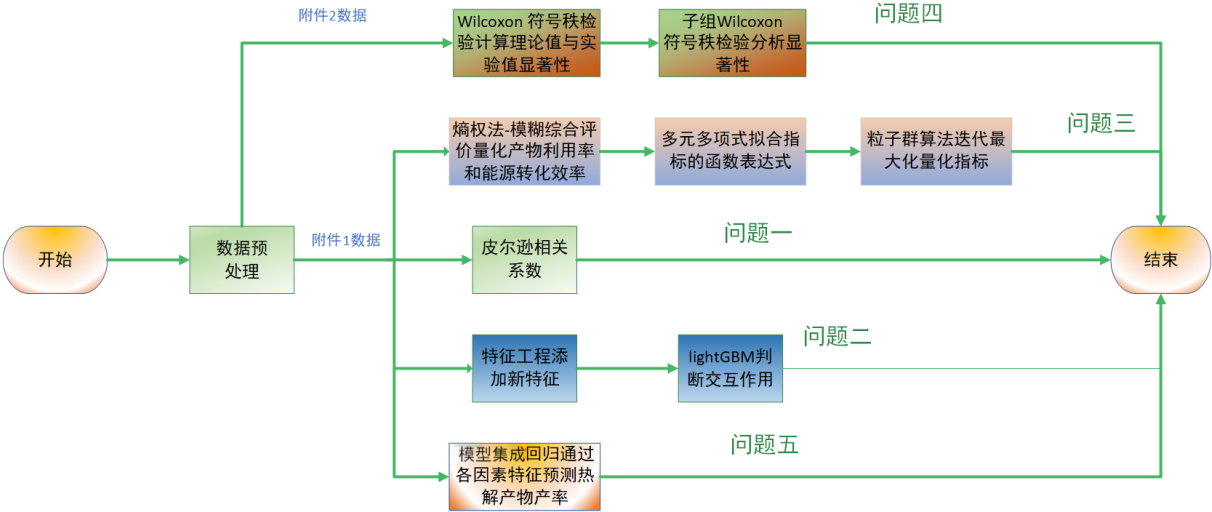 附件2数据
Wilcoxon 符号秩检
验计算理论值与实
验值显著性
子组Wilcoxon
符号秩检验分析显
著性
问题四
熵权法-模糊综合评
价量化产物利用率
和能源转化效率
多元多项式拟合指
标的函数表达式
粒子群算法迭代最
大化量化指标
问题三
开始
数据预
处理
附件1数据
皮尔逊相关
系数
问题一
结束
特征工程添
加新特征
lightGBM判
断交互作用
问题二
模型集成回归通过
各因素特征预测热
解产物产率
问题五